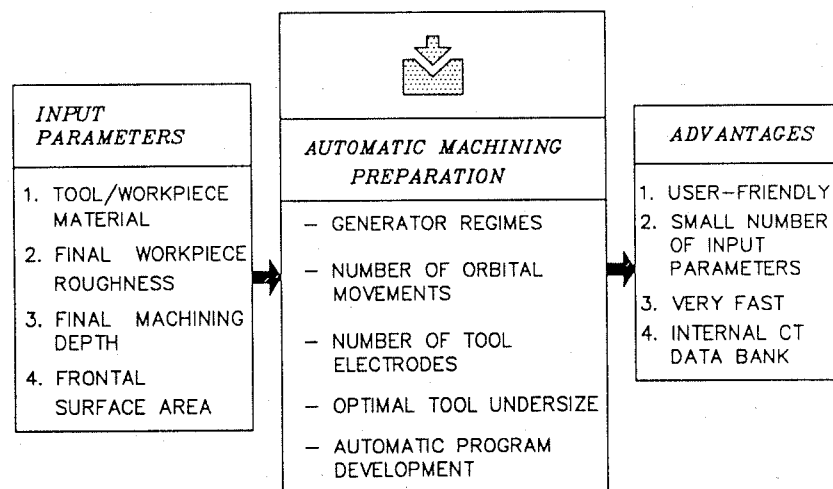 INPUT
PARAMETERS
1. TOOL/WORKPIECE
MATERIAL
2. FINAL WORKPIECE
ROUGHNESS
3. FINAL MACHINING
DEPTH
4. FRONTAL
SURFACE AREA
AUTOMATIC MACHINING
PREPARATION
– GENERATOR REGIMES
– NUMBER OF ORBITAL
MOVEMENTS
– NUMBER OF TOOL
ELECTRODES
– OPTIMAL TOOL UNDERSIZE
– AUTOMATIC PROGRAM
DEVELOPMENT
ADVANTAGES
1. USER-FRIENDLY
2. SMALL NUMBER
OF INPUT
PARAMETERS
3. VERY FAST
4. INTERNAL CT
DATA BANK